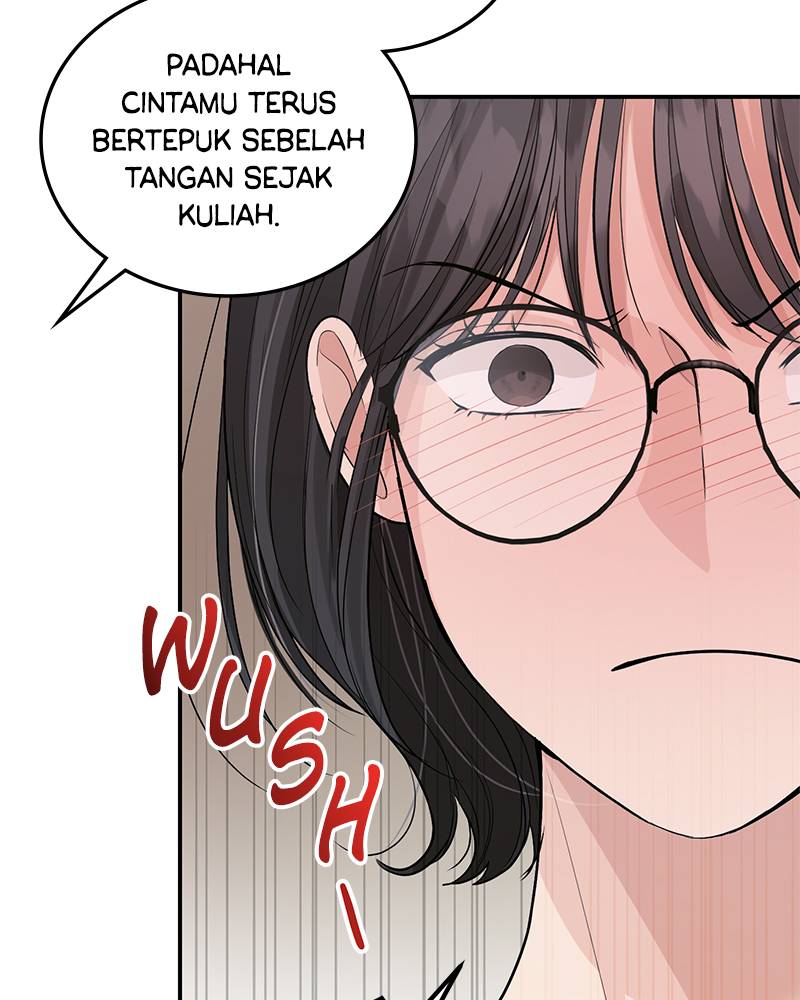 PADAHAL
CINTAMU TERUS
BERTEPUK SEBELAH
TANGAN SEJAK
KULIAH.
WUSH